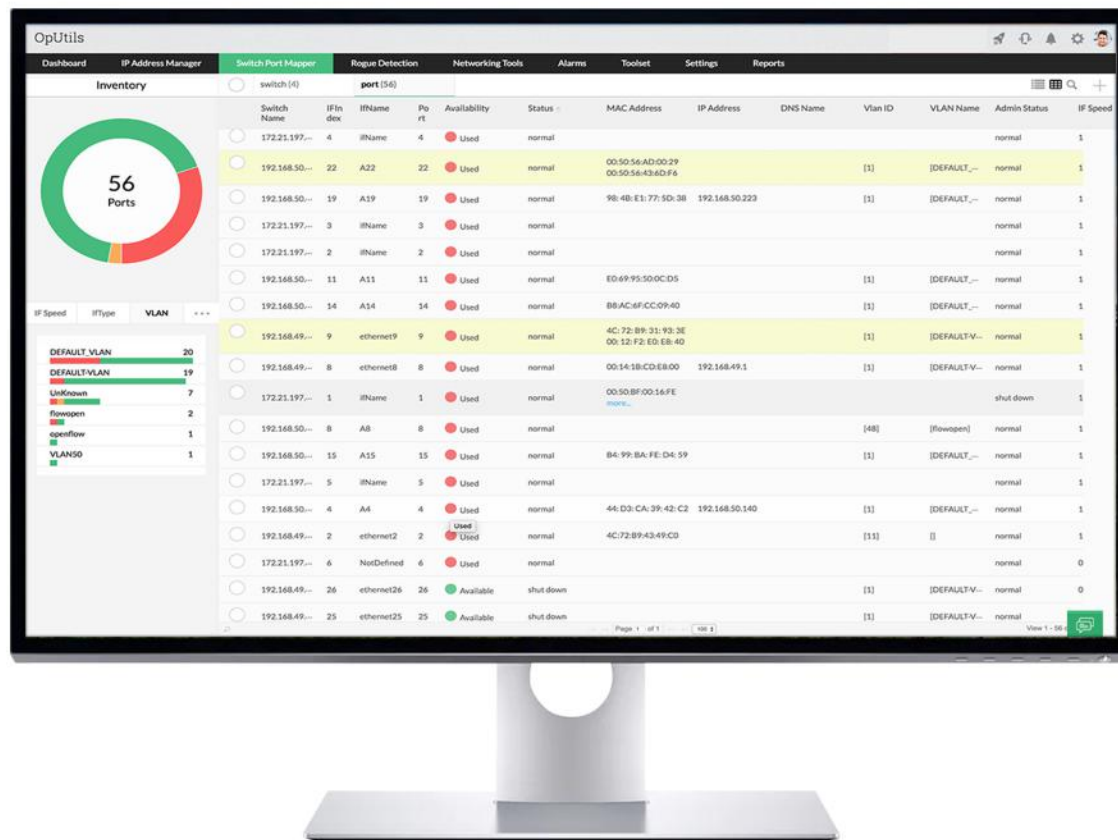 OpUtils
Dashboard IP Address Manager Switch Port Mapper Rogue Detection Networking Tools Alarms Toolset Settings Reports
Inventory
switch (4) port (56)
56
Ports
IF Speed IfType VLAN ...
DEFAULT_VLAN 20
DEFAULT-VLAN 19
UnKnown 7
flowopen 2
openflow 1
VLAN50 1
Switch Name IFIndex IfName Port Availability Status MAC Address IP Address DNS Name Vlan ID VLAN Name Admin Status IF Speed
172.21.197.... 4 ifName 4 Used normal normal 1
192.168.50.... 22 A22 22 Used normal 00:50:56:AD:00:29 [1] [DEFAULT_... normal 1
00:50:56:43:6D:F6
192.168.50.... 19 A19 19 Used normal 98: 4B: E1: 77: 5D: 38 192.168.50.223 [1] [DEFAULT_... normal 1
172.21.197.... 3 ifName 3 Used normal normal 1
172.21.197.... 2 ifName 2 Used normal normal 1
192.168.50.... 11 A11 11 Used normal E0:69:95:50:0C:D5 [1] [DEFAULT_... normal 1
192.168.50.... 14 A14 14 Used normal B8:AC:6F:CC:09:40 [1] [DEFAULT_... normal 1
192.168.49.... 9 ethernet9 9 Used normal 4C: 72: B9: 31: 93: 3E [1] [DEFAULT-V... normal 1
00: 12: F2: E0: E8: 40
192.168.49.... 8 ethernet8 8 Used normal 00:14:1B:CD:E8:00 192.168.49.1 [1] [DEFAULT-V... normal 1
172.21.197.... 1 ifName 1 Used normal 00:50:BF:00:16:FE shut down 1
more...
192.168.50.... 8 A8 8 Used normal [48] [flowopen] normal 1
192.168.50.... 15 A15 15 Used normal B4: 99: BA: FE: D4: 59 [1] [DEFAULT_... normal 1
172.21.197.... 5 ifName 5 Used normal normal 1
192.168.50.... 4 A4 4 Used normal 44: D3: CA: 39: 42: C2 192.168.50.140 [1] [DEFAULT_... normal 1
Used
192.168.49.... 2 ethernet2 2 Used normal 4C:72:B9:43:49:C0 [11] [] normal 1
172.21.197.... 6 NotDefined 6 Used normal normal 0
192.168.49.... 26 ethernet26 26 Available shut down [1] [DEFAULT-V... normal 0
192.168.49.... 25 ethernet25 25 Available shut down [1] [DEFAULT-V... normal
Page 1 of 1 100 View 1 - 56